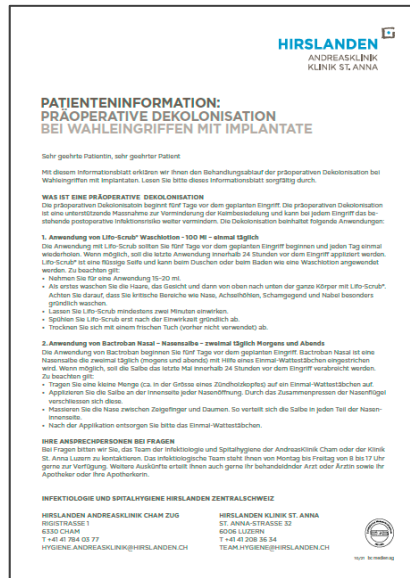 HIRSLANDEN
ANDREASKLINIK
KLINIK ST. ANNA
PATIENTENINFORMATION:
PRÄOPERATIVE DEKOLONISATION
BEI WAHLEINGRIFFEN MIT IMPLANTATE
Sehr geehrte Patientin, sehr geehrter Patient
Mit diesem Informationsblatt erklären wir Ihnen den Behandlungsablauf der präoperativen Dekolonisation bei
Wahleingriffen mit Implantaten. Lesen Sie bitte dieses Informationsblatt sorgfältig durch.
WAS IST EINE PRÄOPERATIVE DEKOLONISATION
Die präoperativen Dekolonisation beginnt fünf Tage vor dem geplanten Eingriff. Die präoperativen Dekolonisation
ist eine unterstützende Massnahme zur Verminderung der Keimbesiedelung und kann bei jedem Eingriff das be-
stehende postoperative Infektionsrisiko weiter vermindern. Die Dekolonisation beinhaltet folgende Anwendungen:
1. Anwendung von Lifo-Scrub® Waschlotion - 100 Ml - einmal täglich
Die Anwendung mit Lifo-Scrub sollten Sie fünf Tage vor dem geplanten Eingriff beginnen und jeden Tag einmal
wiederholen. Wenn möglich, soll die letzte Anwendung innerhalb 24 Stunden vor dem Eingriff appliziert werden.
Lifo-Scrub® ist eine flüssige Seife und kann beim Duschen oder beim Baden wie eine Waschlotion angewendet
werden. Zu beachten gilt:
• Nehmen Sie für eine Anwendung 15-20 ml.
• Als erstes waschen Sie die Haare, das Gesicht und dann von oben nach unten der ganze Körper mit Lifo-Scrub®.
Achten Sie darauf, dass Sie kritische Bereiche wie Nase, Achselhöhlen, Schamgegend und Nabel besonders
gründlich waschen.
• Lassen Sie Lifo-Scrub mindestens zwei Minuten einwirken.
• Spühlen Sie Lifo-Scrub erst nach der Einwirkzeit gründlich ab.
• Trocknen Sie sich mit einem frischen Tuch (vorher nicht verwendet) ab.
2. Anwendung von Bactroban Nasal – Nasensalbe – zweimal täglich Morgens und Abends
Die Anwendung von Bactroban beginnen Sie fünf Tage vor dem geplanten Eingriff. Bactroban Nasal ist eine
Nasensalbe die zweimal täglich (morgens und abends) mit Hilfe eines Einmal-Wattestäbchen eingestrichen
wird. Wenn möglich, soll die Salbe das letzte Mal innerhalb 24 Stunden vor dem Eingriff verabreicht werden.
Zu beachten gilt:
• Tragen Sie eine kleine Menge (ca. in der Grösse eines Zündholzkopfes) auf ein Einmal-Wattestäbchen auf.
• Applizieren Sie die Salbe an der Innenseite jeder Nasenöffnung. Durch das Zusammenpressen der Nasenflügel
verschliessen sich diese.
• Massieren Sie die Nase zwischen Zeigefinger und Daumen. So verteilt sich die Salbe in jeden Teil der Nasen-
innenseite.
• Nach der Applikation entsorgen Sie bitte das Einmal-Wattestäbchen.
IHRE ANSPRECHPERSONEN BEI FRAGEN
Bei Fragen bitten wir Sie, das Team der Infektiologie und Spitalhygiene der AndreasKlinik Cham oder der Klinik
St. Anna Luzern zu kontaktieren. Das infektiologische Team steht Ihnen von Montag bis Freitag von 8 bis 17 Uhr
gerne zur Verfügung. Weitere Auskünfte erteilt Ihnen auch gerne Ihr behandelnder Arzt oder Ärztin sowie Ihr
Apotheker oder Ihre Apothekerin.
INFEKTIOLOGIE UND SPITALHYGIENE HIRSLANDEN ZENTRALSCHWEIZ
HIRSLANDEN ANDREASKLINIK CHAM ZUG
RIGISTRASSE 1
6330 CHAM
T +41 41 784 03 77
HYGIENE.ANDREASKLINIK@HIRSLANDEN.CH
HIRSLANDEN KLINIK ST. ANNA
ST. ANNA-STRASSE 32
6006 LUZERN
T +41 41 208 36 34
TEAM.HYGIENE@HIRSLANDEN.CH